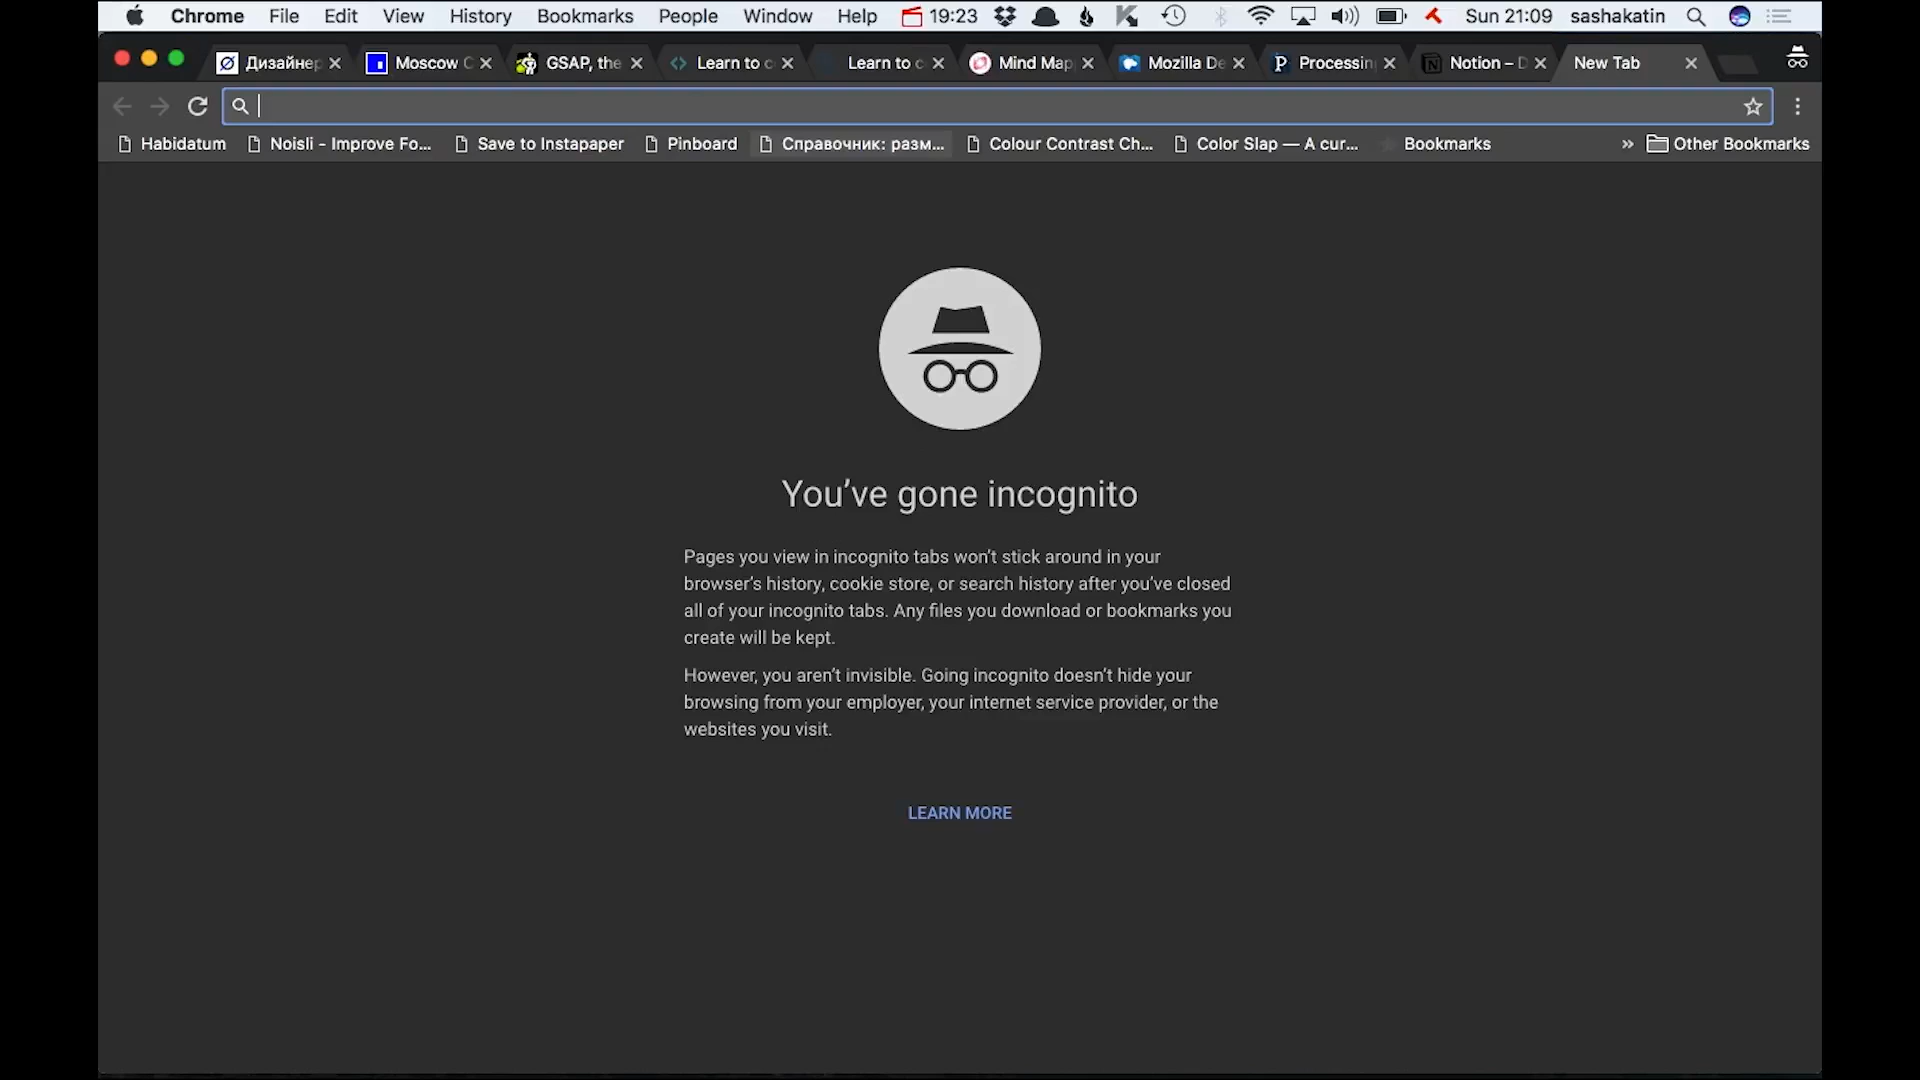 Chrome File Edit View History Bookmarks People Window Help 19:23 Sun 21:09 sashakatin
Дизайнер Moscow C GSAP, the Learn to c Learn to c Mind Map Mozilla De Processin Notion – D New Tab
Habidatum Noisli - Improve Fo... Save to Instapaper Pinboard Справочник: разм... Colour Contrast Ch... Color Slap — A cur... Bookmarks » Other Bookmarks
You’ve gone incognito
Pages you view in incognito tabs won’t stick around in your
browser’s history, cookie store, or search history after you’ve closed
all of your incognito tabs. Any files you download or bookmarks you
create will be kept.
However, you aren’t invisible. Going incognito doesn’t hide your
browsing from your employer, your internet service provider, or the
websites you visit.
LEARN MORE